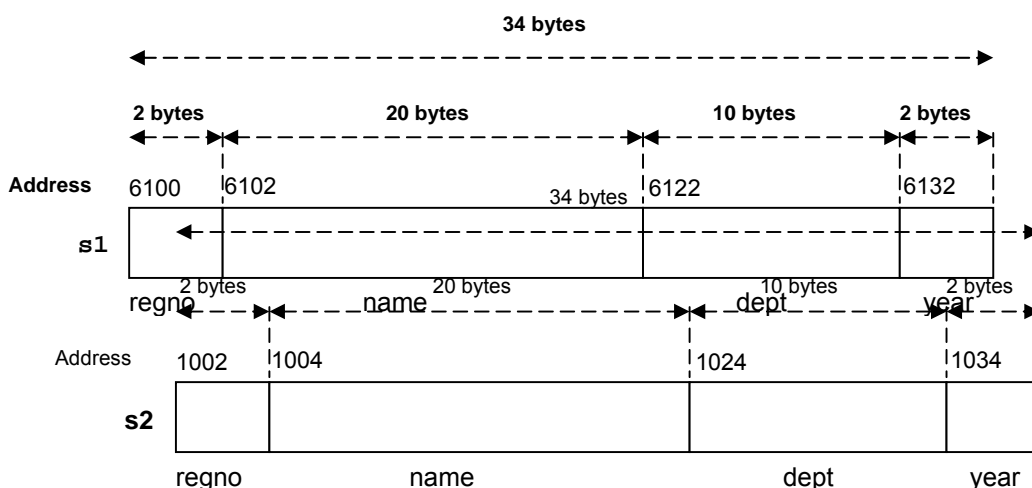 34 bytes
2 bytes 20 bytes 10 bytes 2 bytes
Address 6100 6102 6122 6132
34 bytes
s1
regno name dept year
2 bytes 20 bytes 10 bytes 2 bytes
Address 1002 1004 1024 1034
s2
regno name dept year